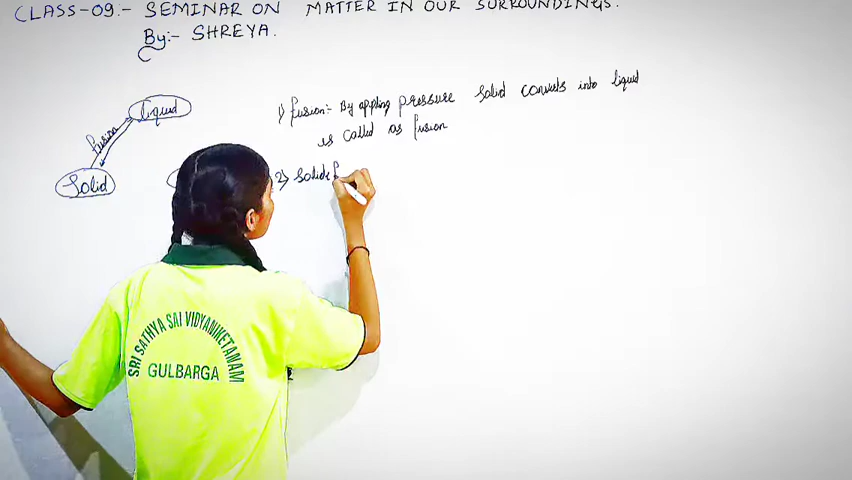 CLASS-09:- SEMINAR ON MATTER IN OUR SURROUNDINGS.
By:- SHREYA.
liquid
fusion
Solid
1) fusion:- By applying pressure solid converts into liquid
is called as fusion
2) Solidif
SRI SATHYA SAI VIDYANIKETANAM
GULBARGA